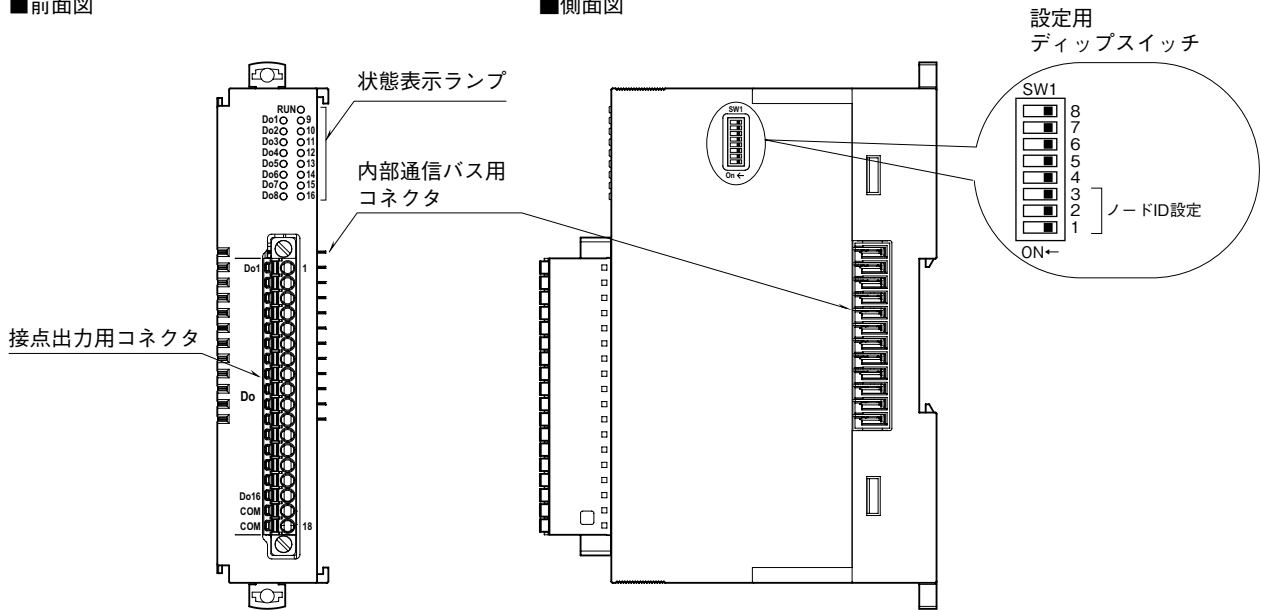 ■前面図
状態表示ランプ
RUN
Do1 9
Do2 10
Do3 11
Do4 12
Do5 13
Do6 14
Do7 15
Do8 16
内部通信バス用
コネクタ
接点出力用コネクタ
Do1 1
Do
Do16
COM
COM 18
■側面図
SW1
On ←
設定用
ディップスイッチ
SW1
8
7
6
5
4
3
2
1
ノードID設定
ON←